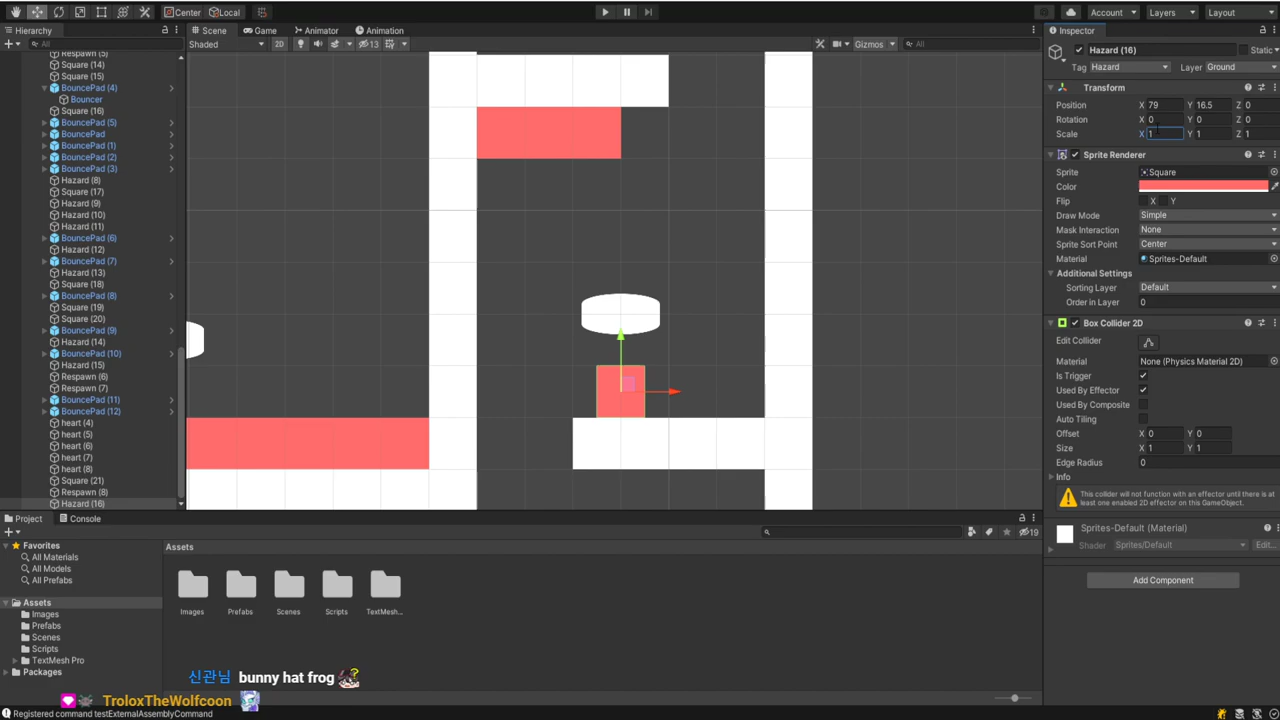 Center Local Account Layers Layout
Hierarchy Scene Game Animator Animation Inspector
All Shaded 2D 13 Gizmos All
Respawn (5)
Square (14)
Square (15)
BouncePad (4)
Bouncer
Square (16)
BouncePad (5)
BouncePad
BouncePad (1)
BouncePad (2)
BouncePad (3)
Hazard (8)
Square (17)
Hazard (9)
Hazard (10)
Hazard (11)
BouncePad (6)
Hazard (12)
BouncePad (7)
Hazard (13)
Square (18)
BouncePad (8)
Square (19)
Square (20)
BouncePad (9)
Hazard (14)
BouncePad (10)
Hazard (15)
Respawn (6)
Respawn (7)
BouncePad (11)
BouncePad (12)
heart (4)
heart (5)
heart (6)
heart (7)
heart (8)
Square (21)
Respawn (8)
Hazard (16)
Hazard (16) Static
Tag Hazard Layer Ground
Transform
Position X 79 Y 16.5 Z 0
Rotation X 0 Y 0 Z 0
Scale X 1 Y 1 Z 1
Sprite Renderer
Sprite Square
Color
Flip X Y
Draw Mode Simple
Mask Interaction None
Sprite Sort Point Center
Material Sprites-Default
Additional Settings
Sorting Layer Default
Order in Layer 0
Box Collider 2D
Edit Collider
Material None (Physics Material 2D)
Is Trigger
Used By Effector
Used By Composite
Auto Tiling
Offset X 0 Y 0
Size X 1 Y 1
Edge Radius 0
Info
This collider will not function with an effector until there is at least one enabled 2D effector on this GameObject.
Sprites-Default (Material)
Shader Sprites/Default Edit...
Add Component
Project Console
19
Favorites
All Materials
All Models
All Prefabs
Assets
Images
Prefabs
Scenes
Scripts
TextMesh Pro
Packages
Assets
Images Prefabs Scenes Scripts TextMesh...
신관님 bunny hat frog
TroloxTheWolfcoon
Registered command testExternalAssemblyCommand